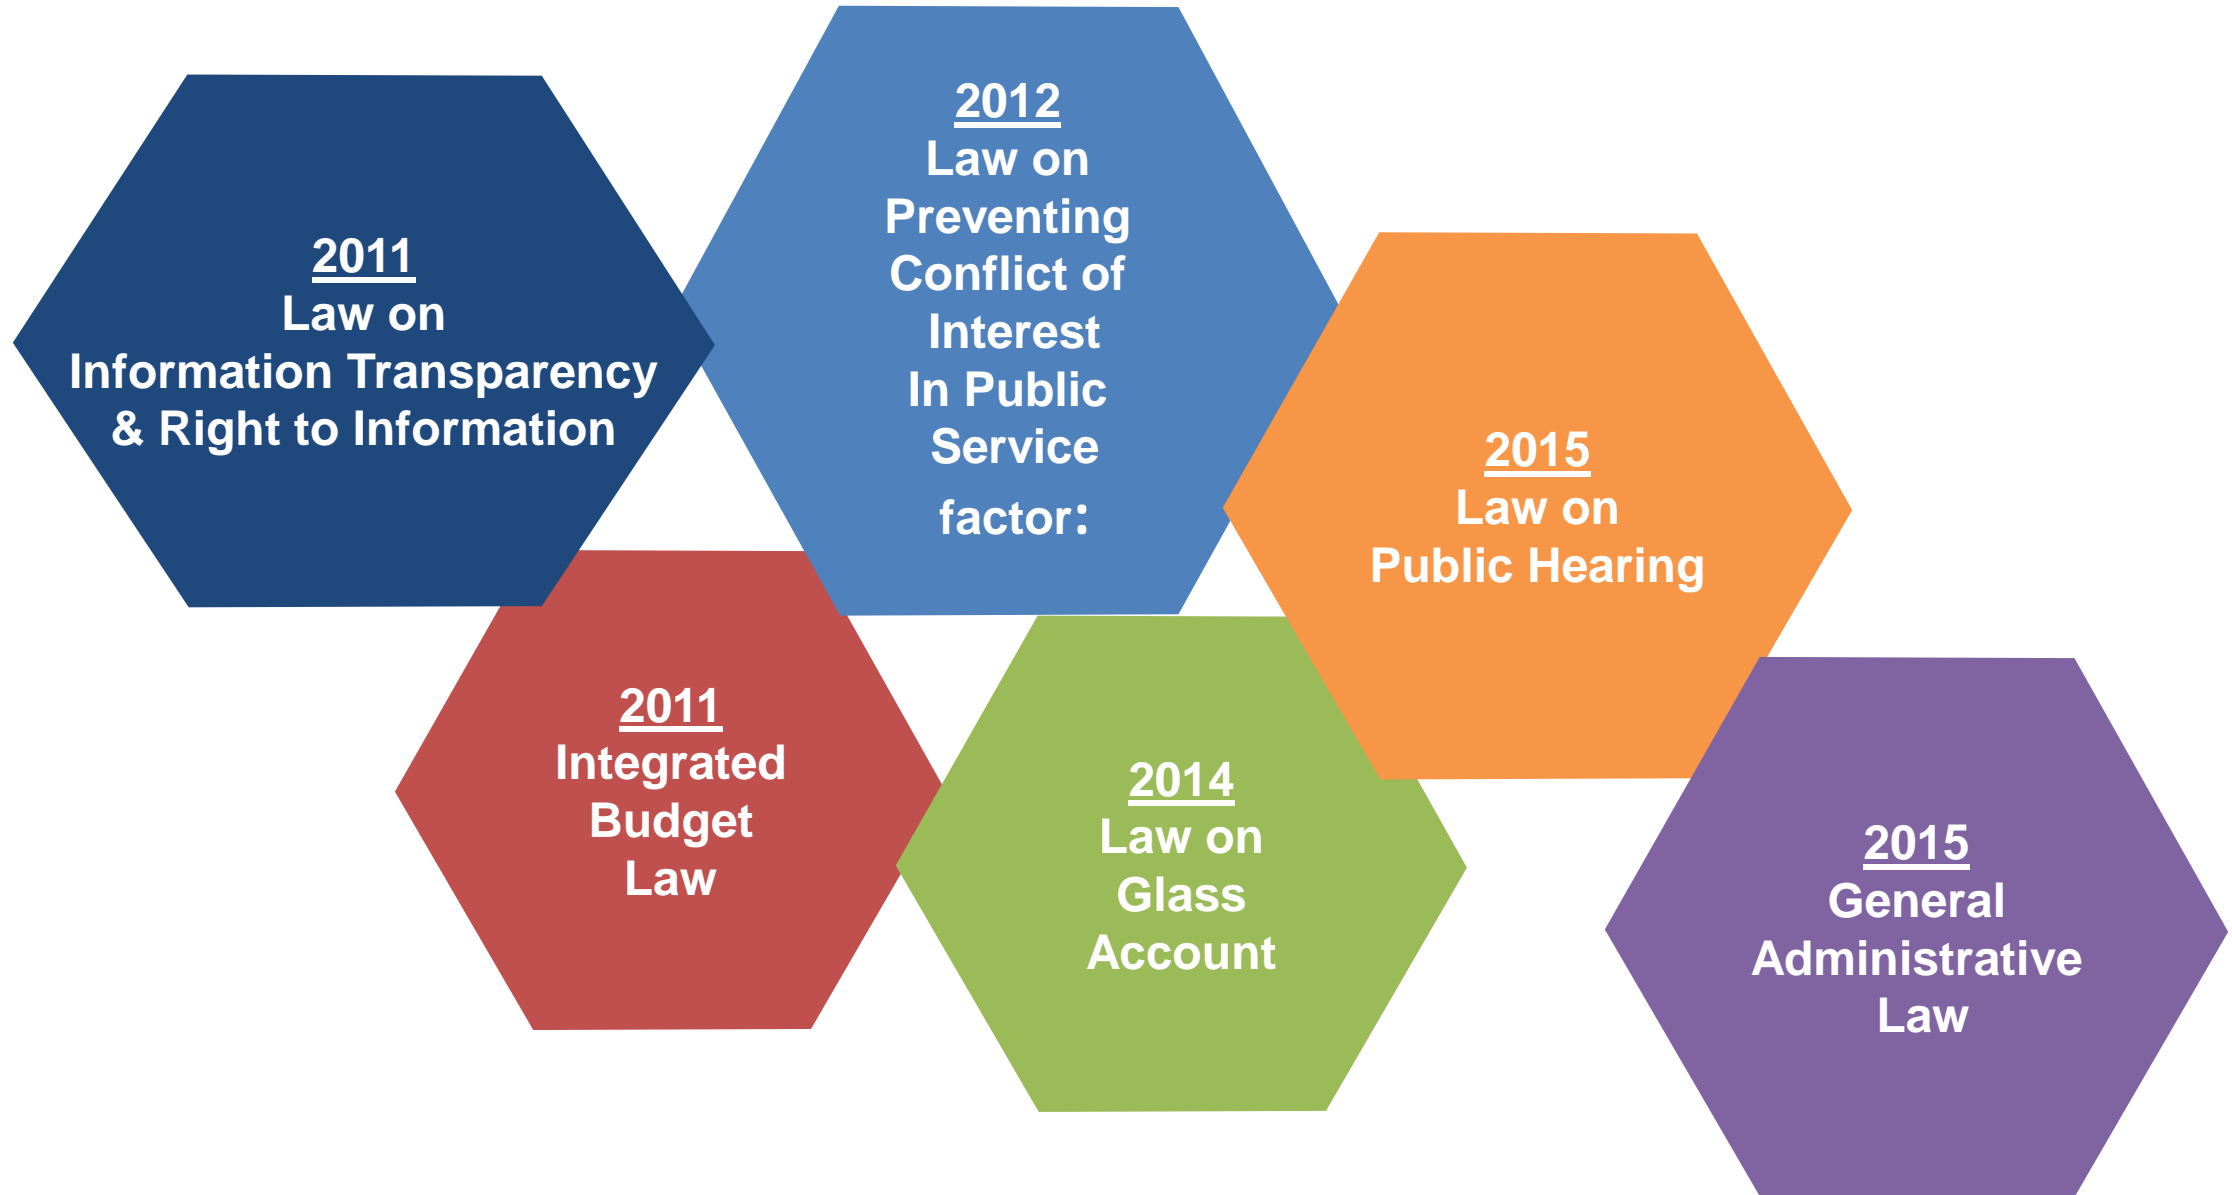 2011
Law on
Information Transparency
& Right to Information
2012
Law on
Preventing
Conflict of
Interest
In Public
Service
factor:
2015
Law on
Public Hearing
2011
Integrated
Budget
Law
2014
Law on
Glass
Account
2015
General
Administrative
Law